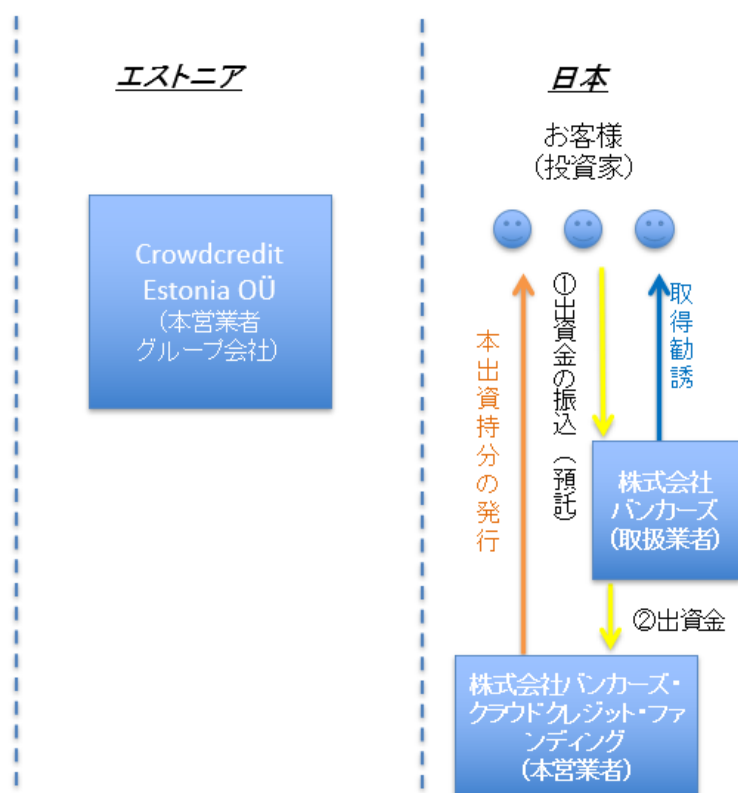 エストニア
Crowdcredit
Estonia OÜ
(本営業者
グループ会社)
日本
お客様
(投資家)
本出資持分の発行
①出資金の振込(預託)
取得勧誘
株式会社
バンカーズ
(取扱業者)
②出資金
株式会社バンカーズ・
クラウドクレジット・ファ
ンディング
(本営業者)